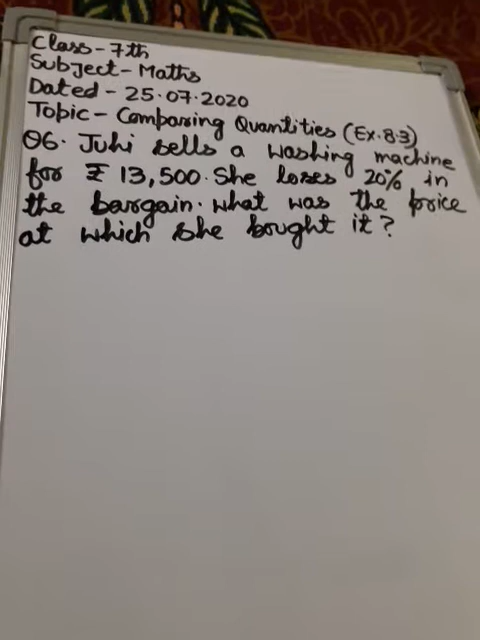 Class-7th
Subject-Maths
Dated - 25.07.2020
Topic - Comparing Quantities (Ex.8.3)
Q6. Juhi sells a washing machine
for ₹ 13,500. She loses 20% in
the bargain. what was the price
at which she bought it?